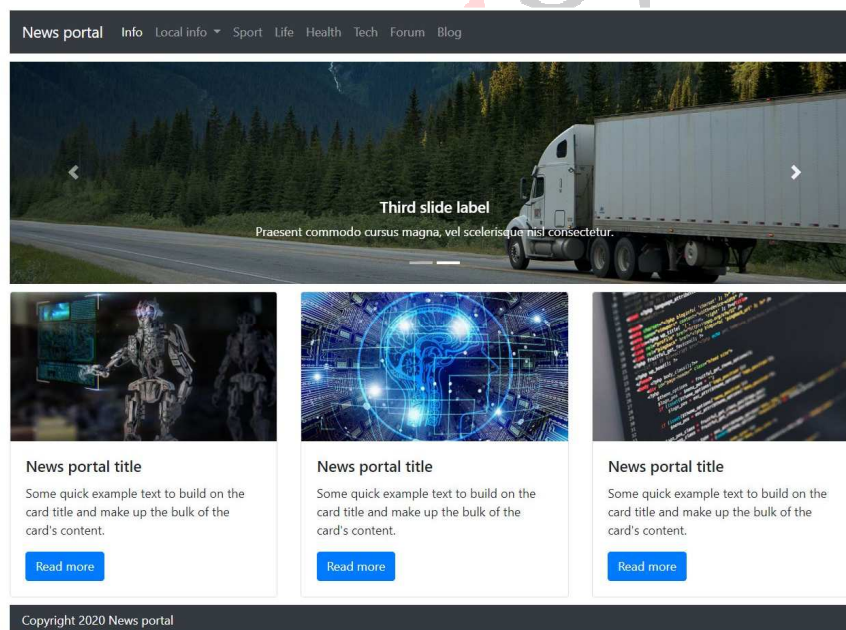 News portal Info Local info Sport Life Health Tech Forum Blog
Third slide label
Praesent commodo cursus magna, vel scelerisque nisl consectetur.
News portal title
Some quick example text to build on the
card title and make up the bulk of the
card's content.
Read more
News portal title
Some quick example text to build on the
card title and make up the bulk of the
card's content.
Read more
News portal title
Some quick example text to build on the
card title and make up the bulk of the
card's content.
Read more
Copyright 2020 News portal